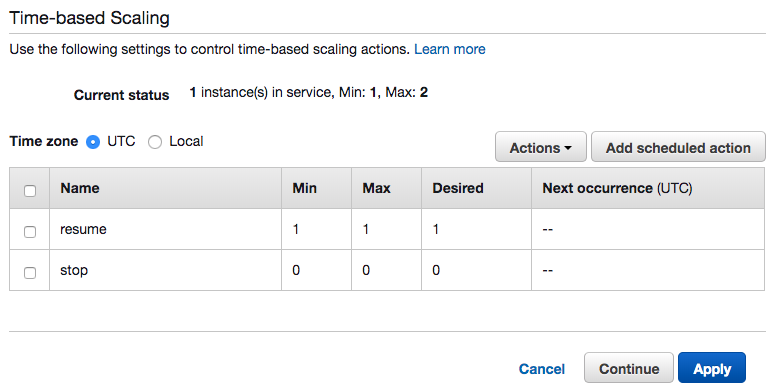 Time-based Scaling
Use the following settings to control time-based scaling actions. Learn more
Current status 1 instance(s) in service, Min: 1, Max: 2
Time zone UTC Local Actions Add scheduled action
Name Min Max Desired Next occurrence (UTC)
resume 1 1 1 --
stop 0 0 0 --
Cancel Continue Apply